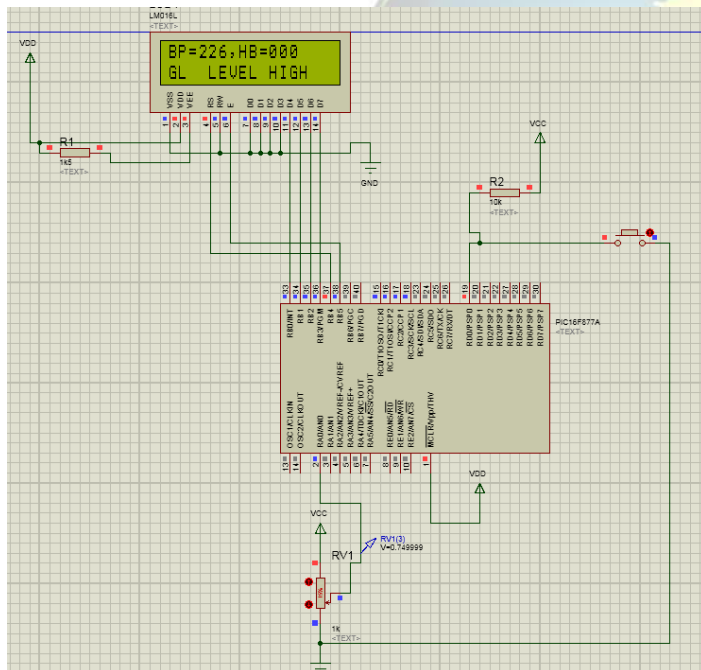 LM016L
<TEXT>
BP=226,HB=000
GL LEVEL HIGH
VDD
VSS
VDD
VEE
RS
RW
E
D0
D1
D2
D3
D4
D5
D6
D7
1
2
3
4
5
6
7
8
9
10
11
12
13
14
R1
1k5
<TEXT>
GND
VCC
R2
10k
<TEXT>
33
34
35
36
37
38
39
40
15
16
17
18
23
24
25
26
19
20
21
22
27
28
29
30
RB0/INT
RB1
RB2
RB3/PGM
RB4
RB5
RB6/PGC
RB7/PGD
RC0/T1OSO/T1CKI
RC1/T1OSI/CCP2
RC2/CCP1
RC3/SCK/SCL
RC4/SDI/SDA
RC5/SDO
RC6/TX/CK
RC7/RX/DT
RD0/PSP0
RD1/PSP1
RD2/PSP2
RD3/PSP3
RD4/PSP4
RD5/PSP5
RD6/PSP6
RD7/PSP7
PIC16F877A
<TEXT>
OSC1/CLKIN
OSC2/CLKOUT
RA0/AN0
RA1/AN1
RA2/AN2/VREF-/CVREF
RA3/AN3/VREF+
RA4/T0CKI/C1OUT
RA5/AN4/SS/C2OUT
RE0/AN5/RD
RE1/AN6/WR
RE2/AN7/CS
MCLR/Vpp/THV
13
14
2
3
4
5
6
7
8
9
10
1
VDD
VCC
RV1(3)
V=0.749999
RV1
1k
<TEXT>